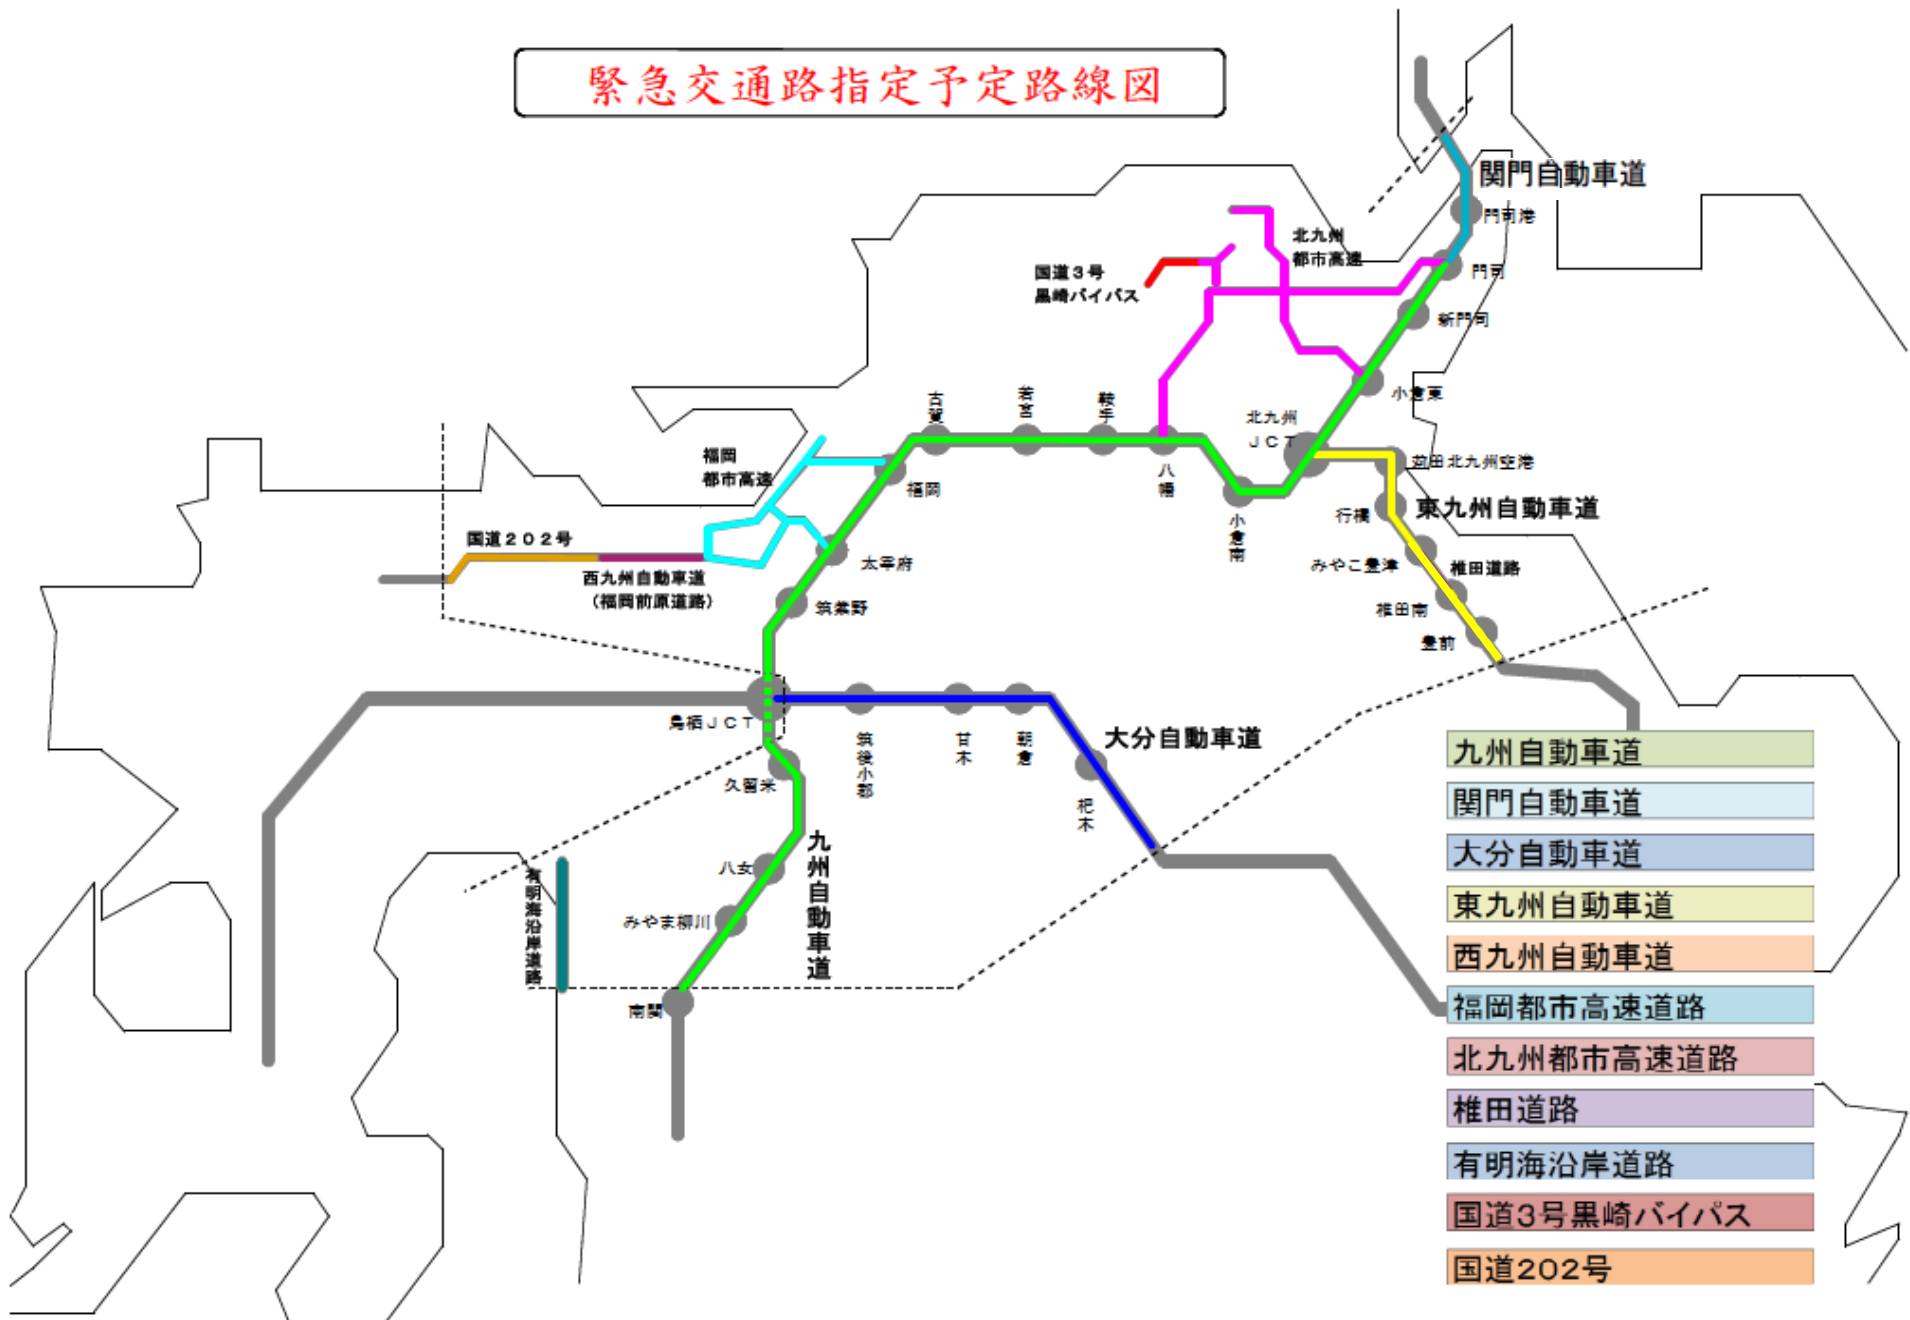 緊急交通路指定予定路線図
関門自動車道
門司港
北九州
都市高速
国道3号
黒崎バイパス
門司
新門司
小倉東
古賀
若宮
鞍手
北九州
JCT
八幡
小倉南
苅田北九州空港
行橋
東九州自動車道
みやこ豊津
椎田道路
椎田南
豊前
福岡
都市高速
福岡
国道202号
太宰府
西九州自動車道
(福岡前原道路)
筑紫野
鳥栖JCT
筑後小郡
甘木
朝倉
大分自動車道
杷木
久留米
九州自動車道
八女
みやま柳川
有明海沿岸道路
南関
九州自動車道
関門自動車道
大分自動車道
東九州自動車道
西九州自動車道
福岡都市高速道路
北九州都市高速道路
椎田道路
有明海沿岸道路
国道3号黒崎バイパス
国道202号